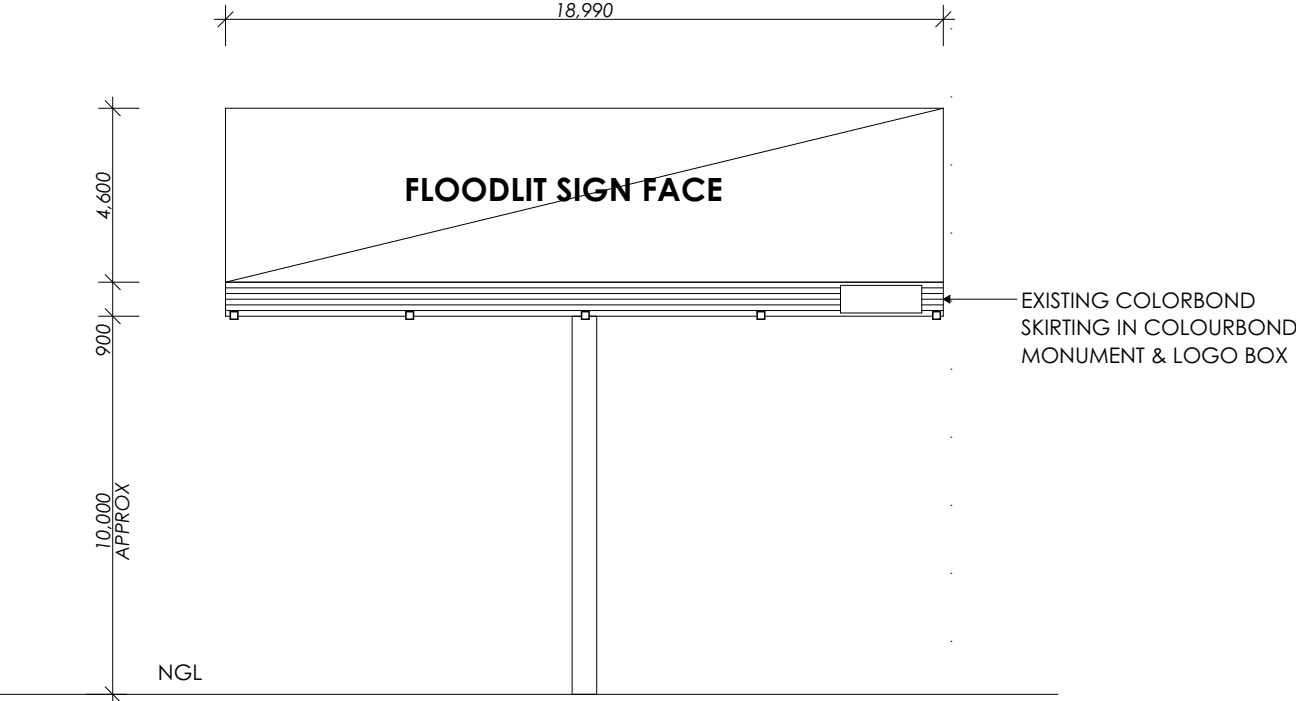 18,990
4,600
FLOODLIT SIGN FACE
900
EXISTING COLORBOND
SKIRTING IN COLOURBOND
MONUMENT & LOGO BOX
10,000
APPROX
NGL